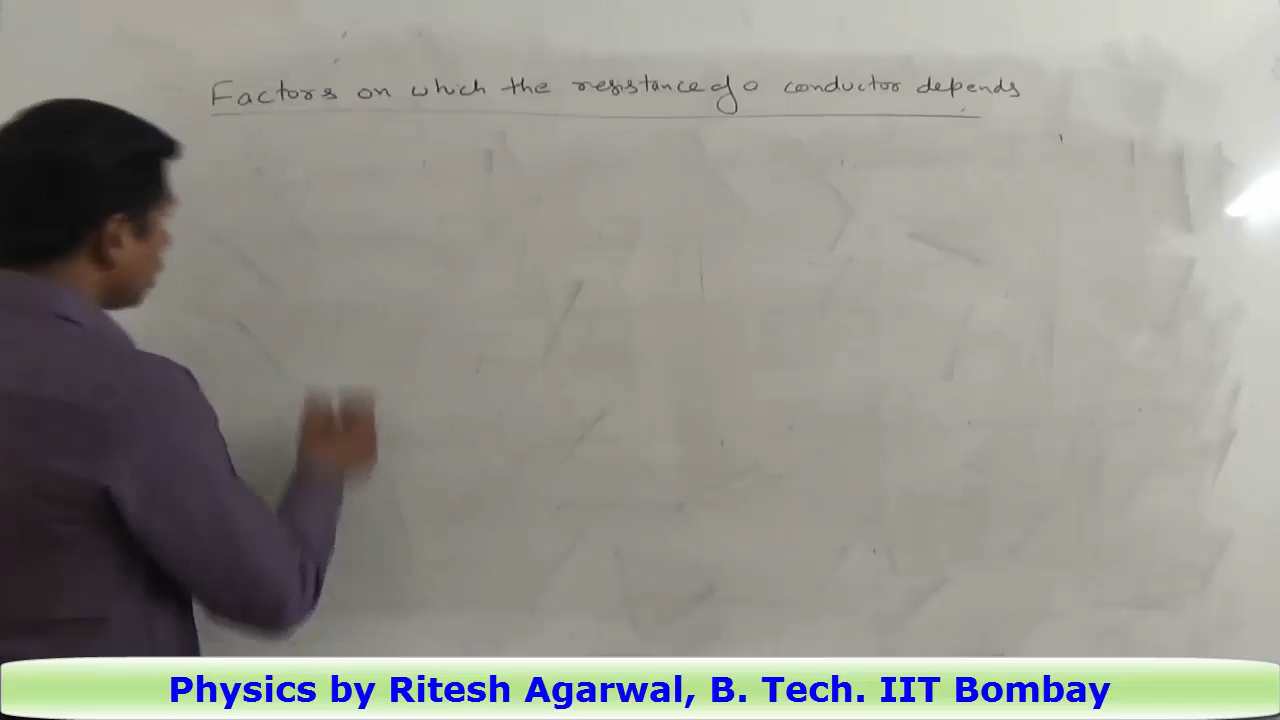 Factors on which the resistance of a conductor depends
Physics by Ritesh Agarwal, B. Tech. IIT Bombay